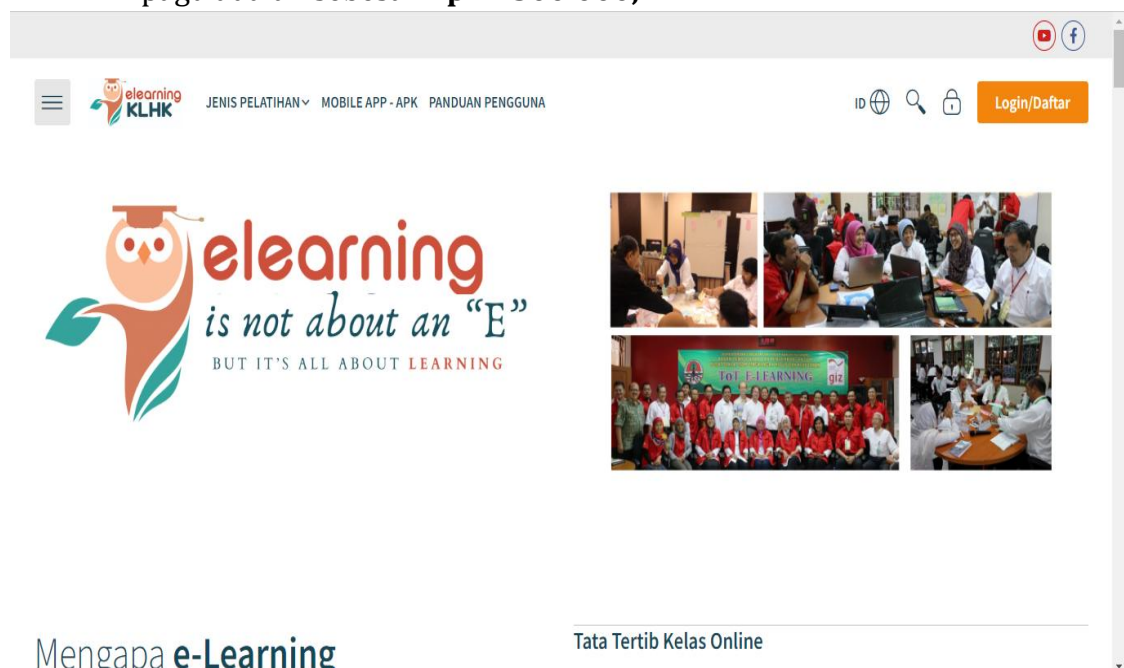 elearning
KLHK
JENIS PELATIHAN MOBILE APP - APK PANDUAN PENGGUNA
ID
Login/Daftar
elearning
is not about an “E”
BUT IT'S ALL ABOUT LEARNING
ToT E-LEARNING
giz
Tata Tertib Kelas Online
Mengapa e-Learning